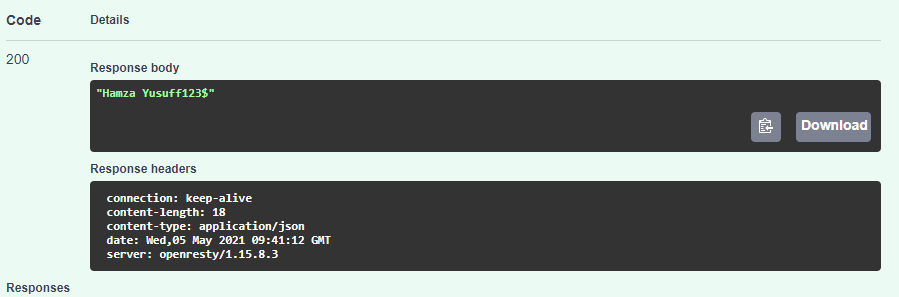 Code Details
200
Response body
"Hamza Yusuff123$"
Download
Response headers
connection: keep-alive
content-length: 18
content-type: application/json
date: Wed,05 May 2021 09:41:12 GMT
server: openresty/1.15.8.3
Responses